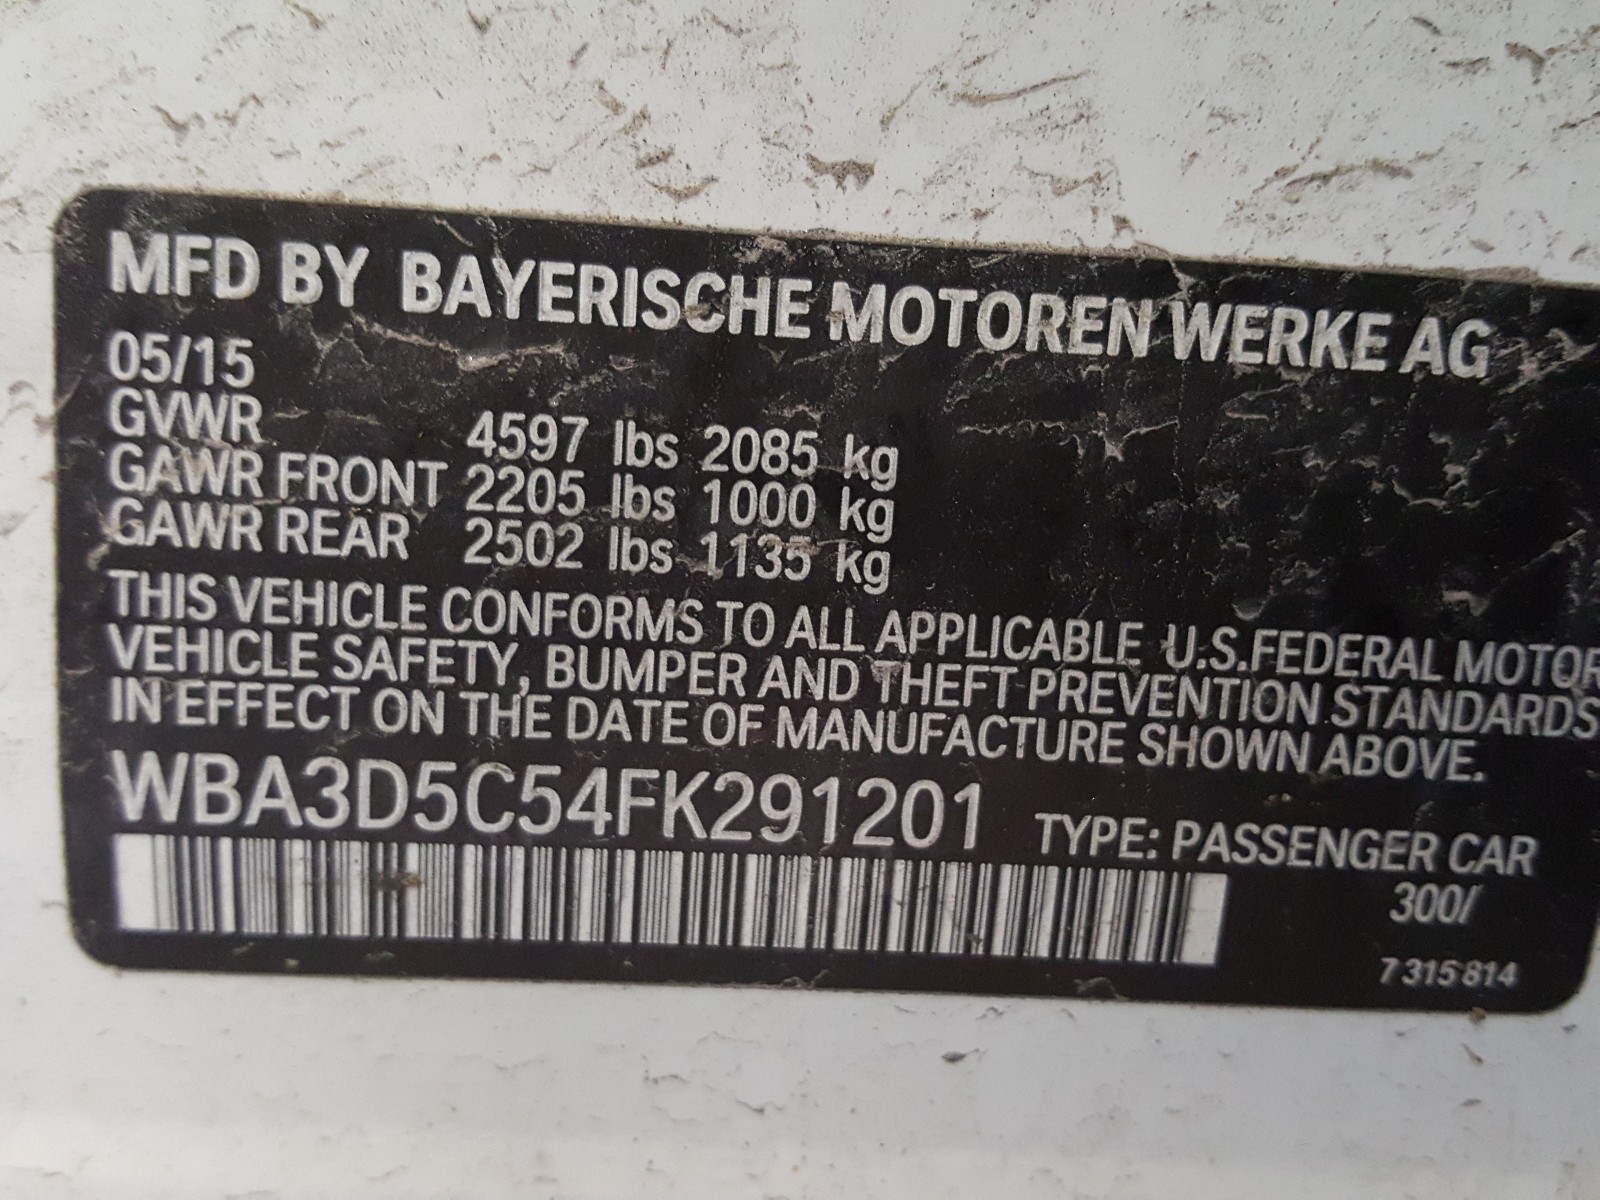 MFD BY BAYERISCHE MOTOREN WERKE AG
05/15
GVWR 4597 lbs 2085 kg
GAWR FRONT 2205 lbs 1000 kg
GAWR REAR 2502 lbs 1135 kg
THIS VEHICLE CONFORMS TO ALL APPLICABLE U.S.FEDERAL MOTOR
VEHICLE SAFETY, BUMPER AND THEFT PREVENTION STANDARDS
IN EFFECT ON THE DATE OF MANUFACTURE SHOWN ABOVE.
WBA3D5C54FK291201 TYPE: PASSENGER CAR
300/
7 315 814